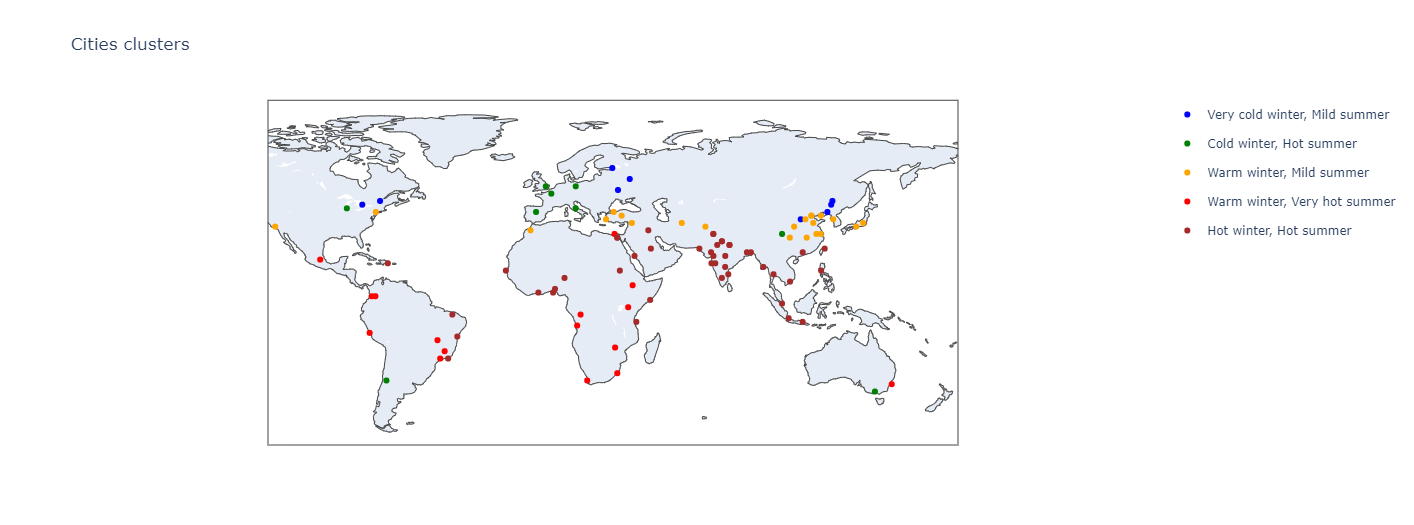 Cities clusters
Very cold winter, Mild summer
Cold winter, Hot summer
Warm winter, Mild summer
Warm winter, Very hot summer
Hot winter, Hot summer